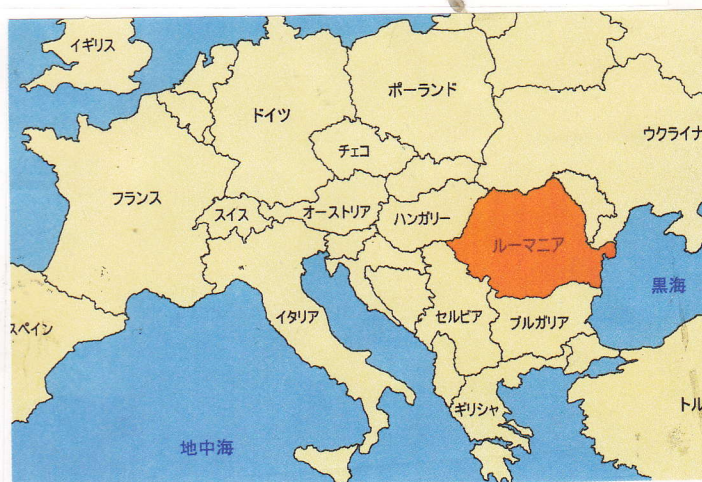 イギリス
ポーランド
ドイツ
ウクライナ
チェコ
フランス
スイス
オーストリア
ハンガリー
ルーマニア
黒海
イタリア
セルビア
ブルガリア
スペイン
ギリシャ
トル
地中海